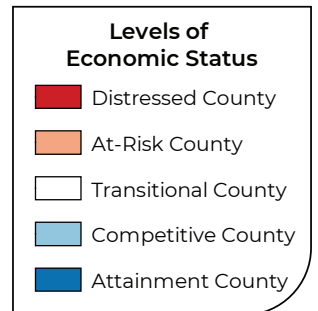 Levels of
Economic Status
Distressed County
At-Risk County
Transitional County
Competitive County
Attainment County